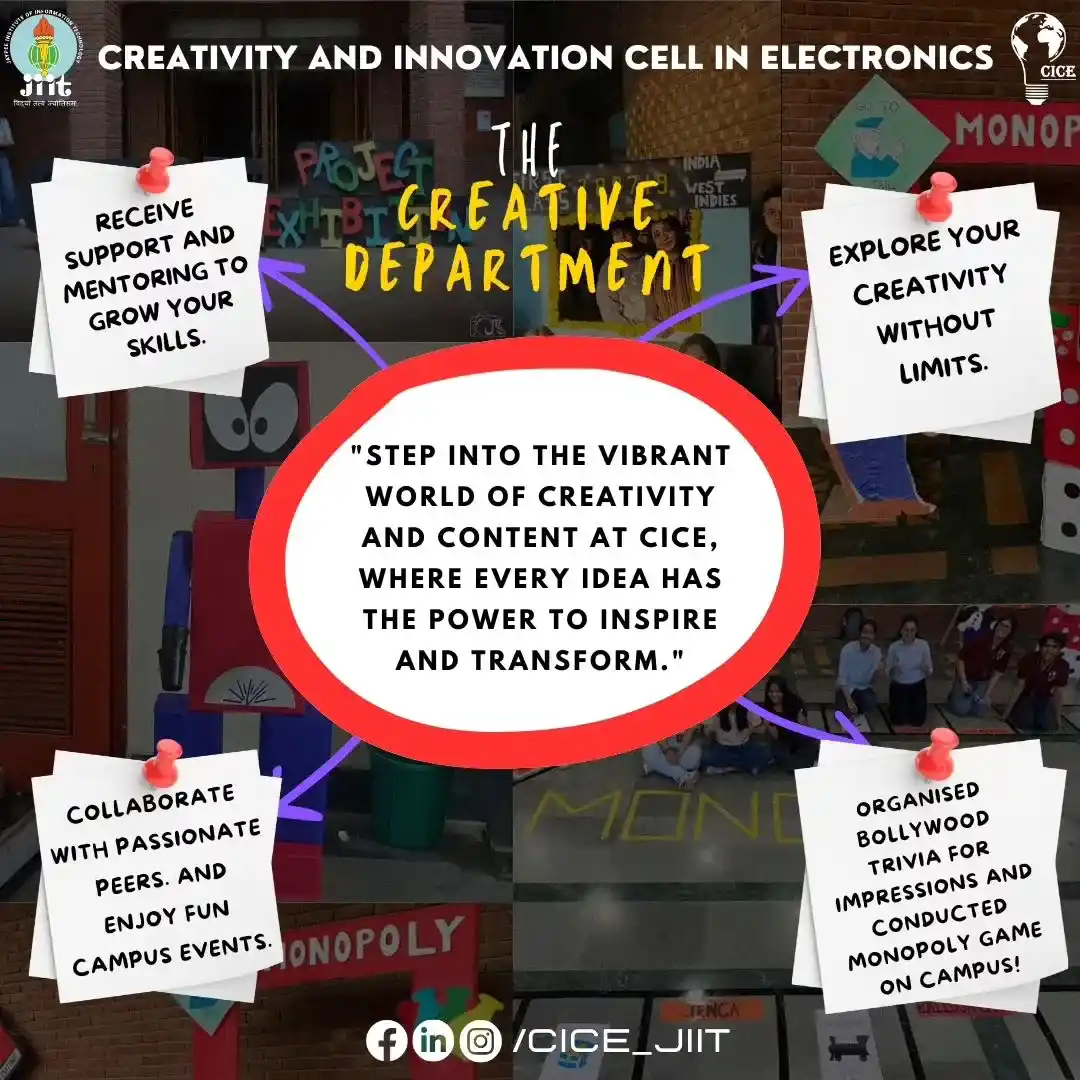 JAYPEE INSTITUTE OF INFORMATION TECHNOLOGY
jiit
विद्या तत्व ज्योतिसमः
CREATIVITY AND INNOVATION CELL IN ELECTRONICS
CICE
THE
CREATIVE
DEPARTMENT
PROJECT
EXHIBITION
INDIA
WEST
INDIES
GO TO
JAIL
MONOP
RECEIVE
SUPPORT AND
MENTORING TO
GROW YOUR
SKILLS.
EXPLORE YOUR
CREATIVITY
WITHOUT
LIMITS.
"STEP INTO THE VIBRANT
WORLD OF CREATIVITY
AND CONTENT AT CICE,
WHERE EVERY IDEA HAS
THE POWER TO INSPIRE
AND TRANSFORM."
COLLABORATE
WITH PASSIONATE
PEERS. AND
ENJOY FUN
CAMPUS EVENTS.
MONO
ORGANISED
BOLLYWOOD
TRIVIA FOR
IMPRESSIONS AND
CONDUCTED
MONOPOLY GAME
ON CAMPUS!
MONOPOLY
JENGA
/CICE_JIIT